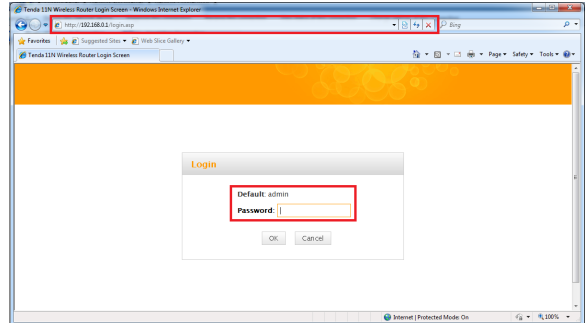 Tenda 11N Wireless Router Login Screen - Windows Internet Explorer
http://192.168.0.1/login.asp
Bing
Favorites Suggested Sites Web Slice Gallery
Tenda 11N Wireless Router Login Screen
Page Safety Tools
Login
Default: admin
Password:
OK Cancel
Internet | Protected Mode: On 100%